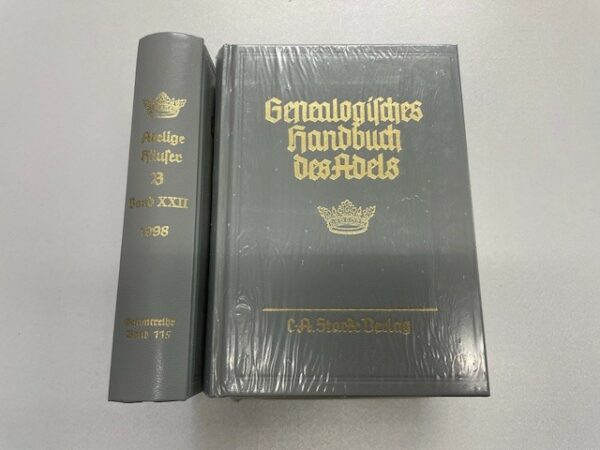 Adelige
Häuser
B
Band XXII
1998
Gesamtreihe
Band 115
Genealogisches
Handbuch
des Adels
C.A. Starke Verlag